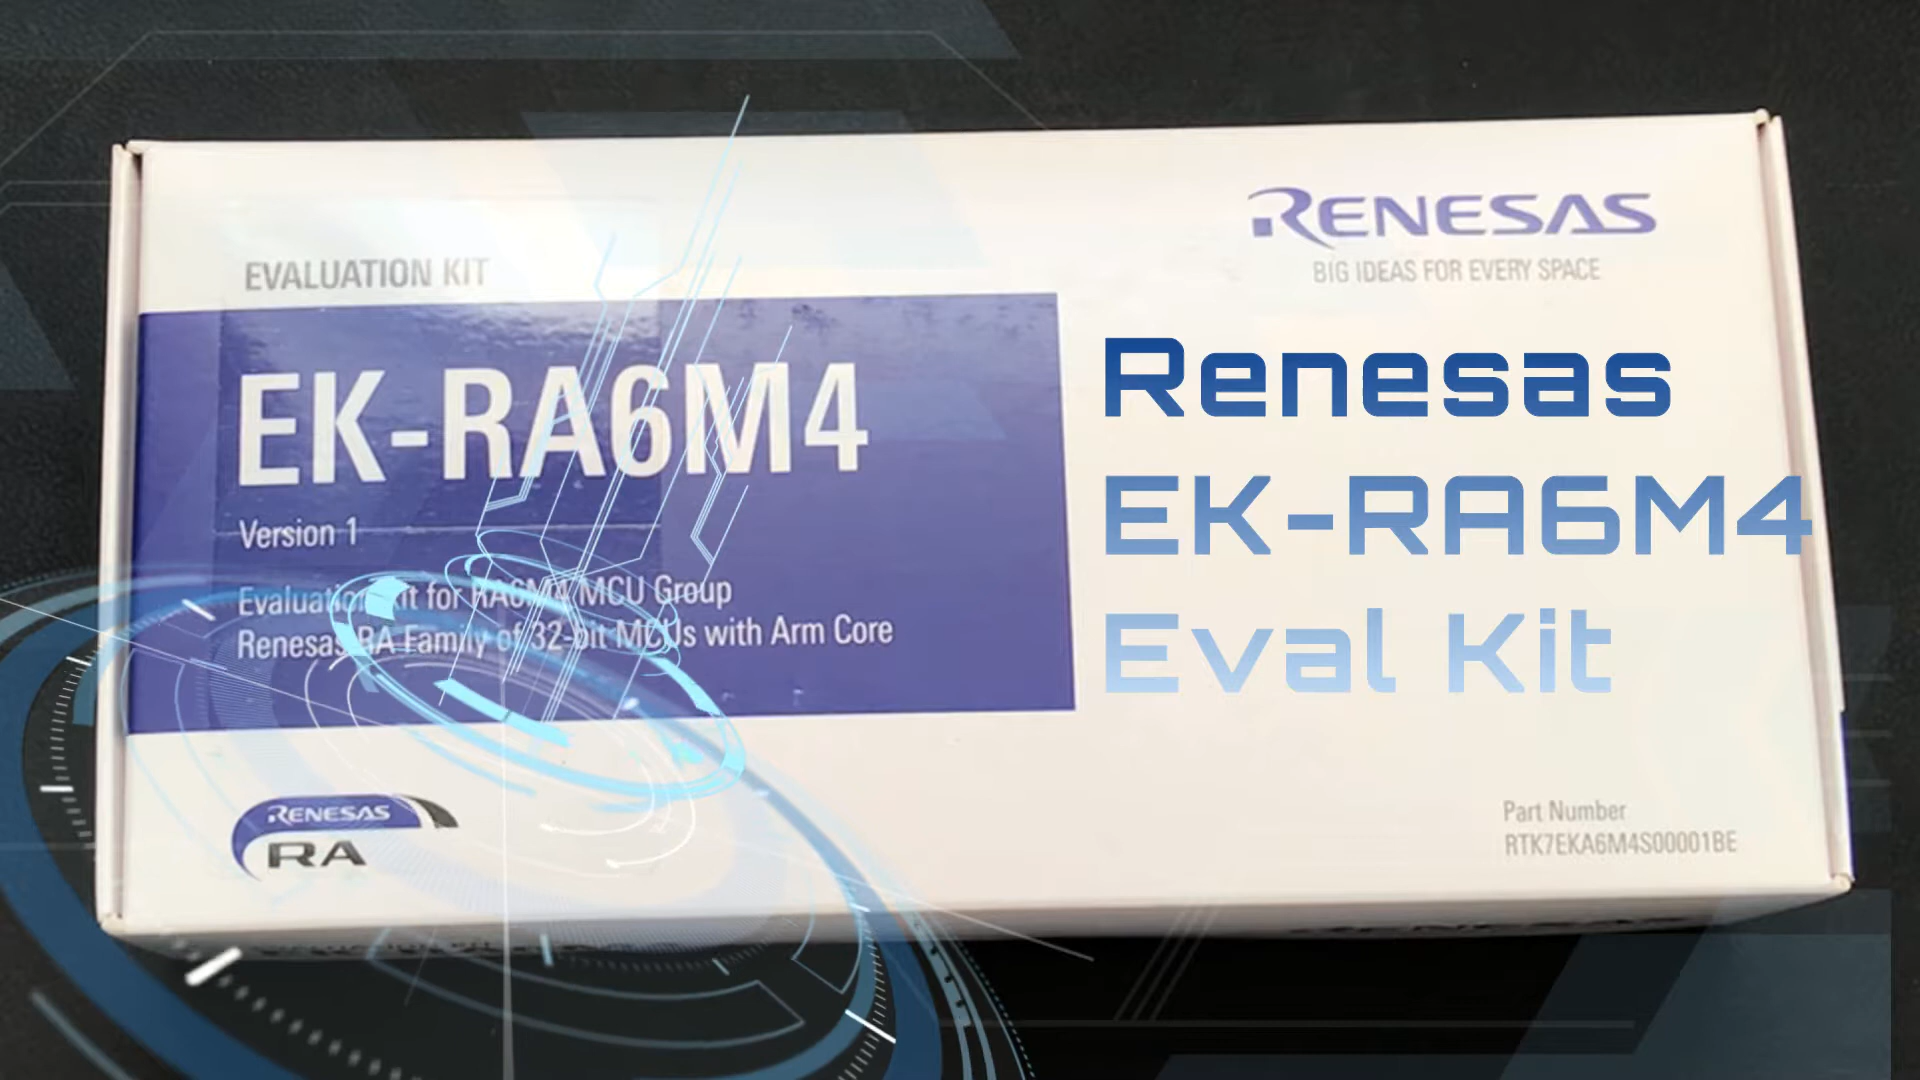 EVALUATION KIT
EK-RA6M4
Version 1
Evaluation Kit for RA6M4 MCU Group
Renesas RA Family of 32-bit MCUs with Arm Core
RENESAS
RA
RENESAS
BIG IDEAS FOR EVERY SPACE
Renesas
EK-RA6M4
Eval Kit
Part Number
RTK7EKA6M4S00001BE